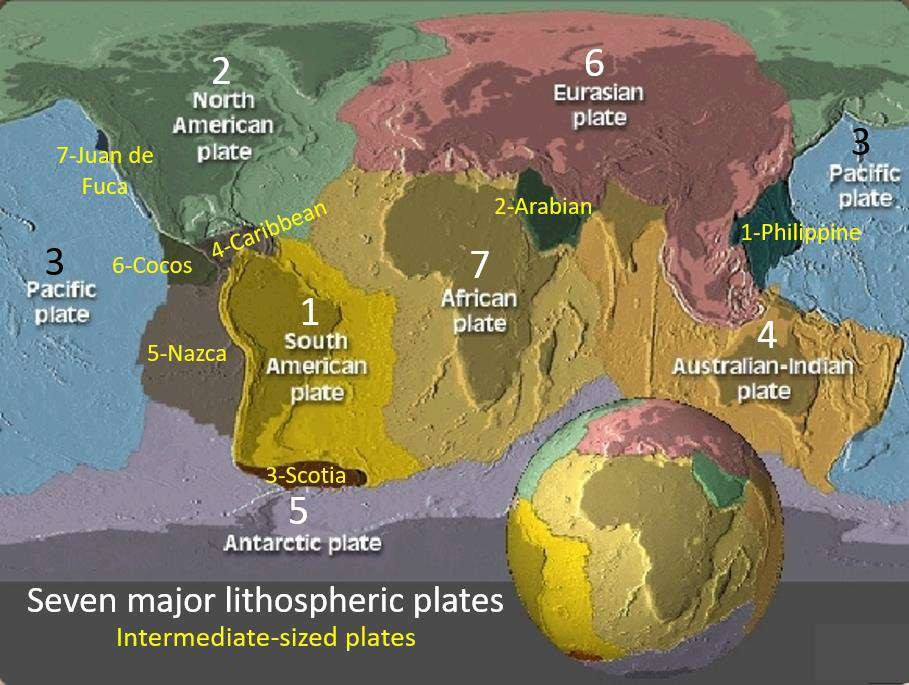 2
North
American
plate
6
Eurasian
plate
3
Pacific
plate
7-Juan de
Fuca
2-Arabian
1-Philippine
4-Caribbean
6-Cocos
3
Pacific
plate
7
African
plate
1
South
American
plate
5-Nazca
4
Australian-Indian
plate
3-Scotia
5
Antarctic plate
Seven major lithospheric plates
Intermediate-sized plates